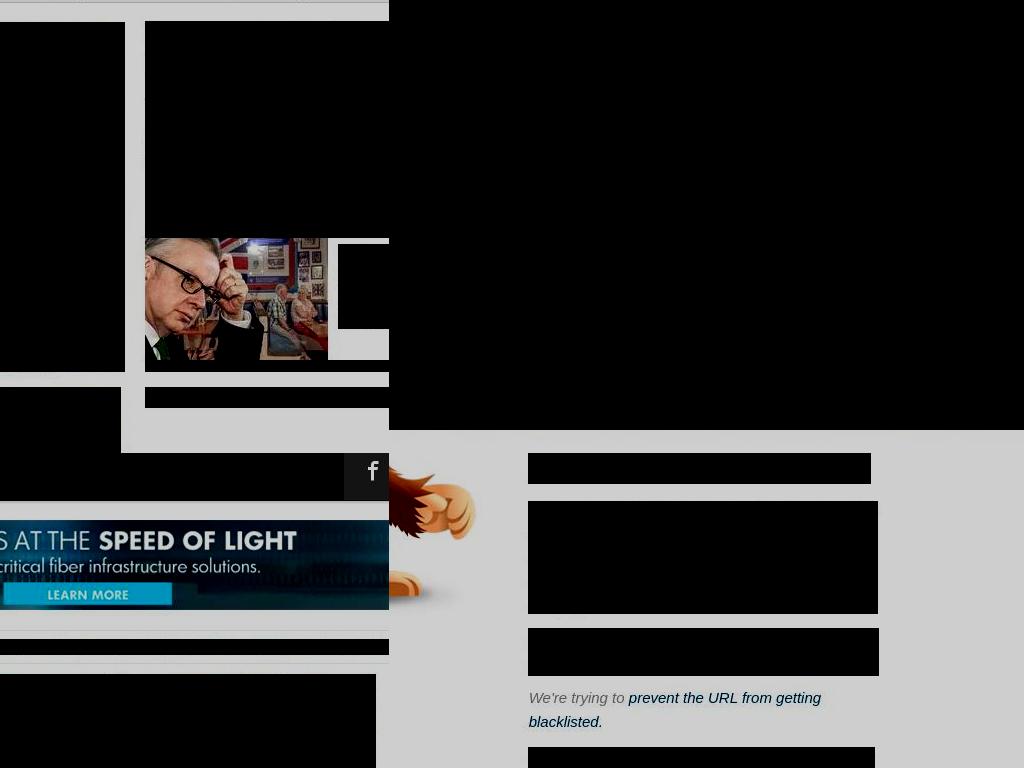 f
S AT THE SPEED OF LIGHT
critical fiber infrastructure solutions.
LEARN MORE
We're trying to prevent the URL from getting
blacklisted.